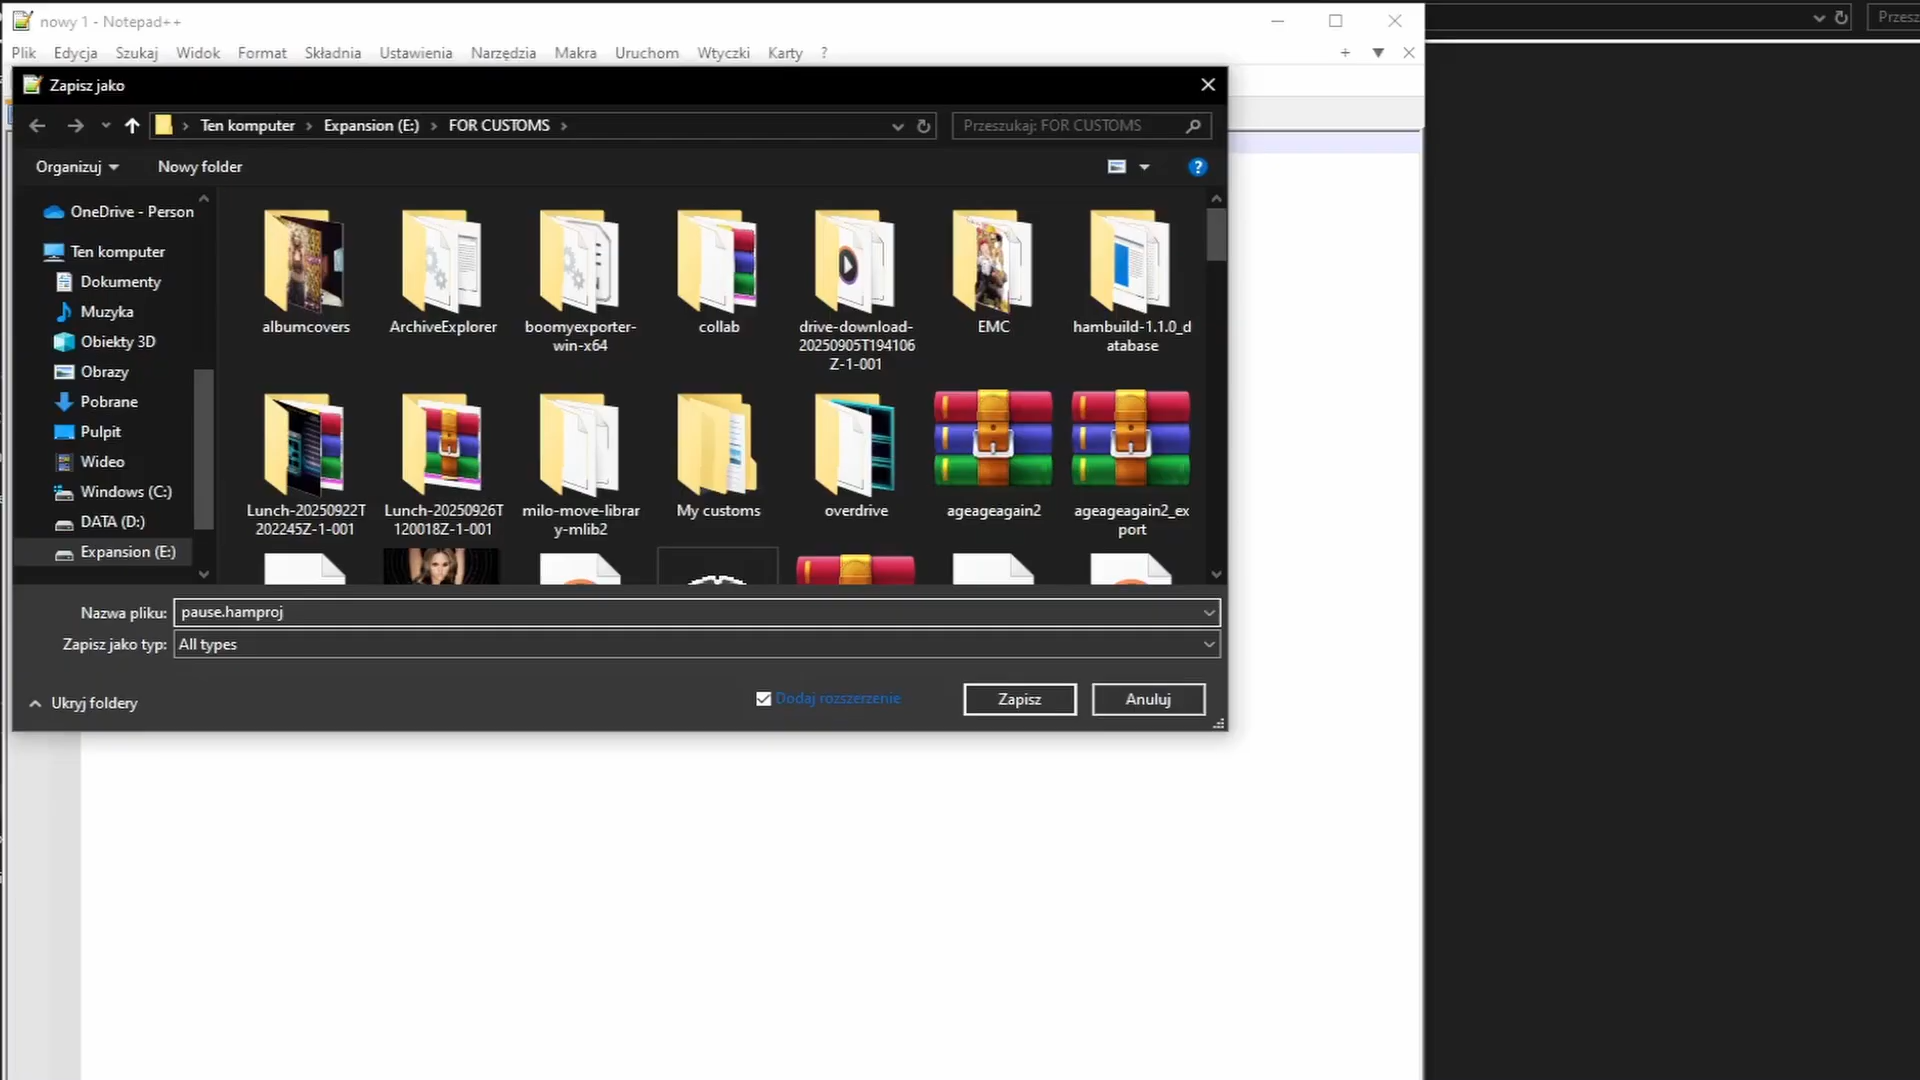 nowy 1 - Notepad++
Plik Edycja Szukaj Widok Format Składnia Ustawienia Narzędzia Makra Uruchom Wtyczki Karty ?
Zapisz jako
Ten komputer Expansion (E:) FOR CUSTOMS
Przeszukaj: FOR CUSTOMS
Organizuj Nowy folder
OneDrive - Person
Ten komputer
Dokumenty
Muzyka
Obiekty 3D
Obrazy
Pobrane
Pulpit
Wideo
Windows (C:)
DATA (D:)
Expansion (E:)
albumcovers
ArchiveExplorer
boomyexporter-
win-x64
collab
drive-download-
20250905T194106
Z-1-001
EMC
hambuild-1.1.0_d
atabase
Lunch-20250922T
202245Z-1-001
Lunch-20250926T
120018Z-1-001
milo-move-librar
y-mlib2
My customs
overdrive
ageageagain2
ageageagain2_ex
port
Nazwa pliku: pause.hamproj
Zapisz jako typ: All types
Ukryj foldery
Dodaj rozszerzenie
Zapisz
Anuluj